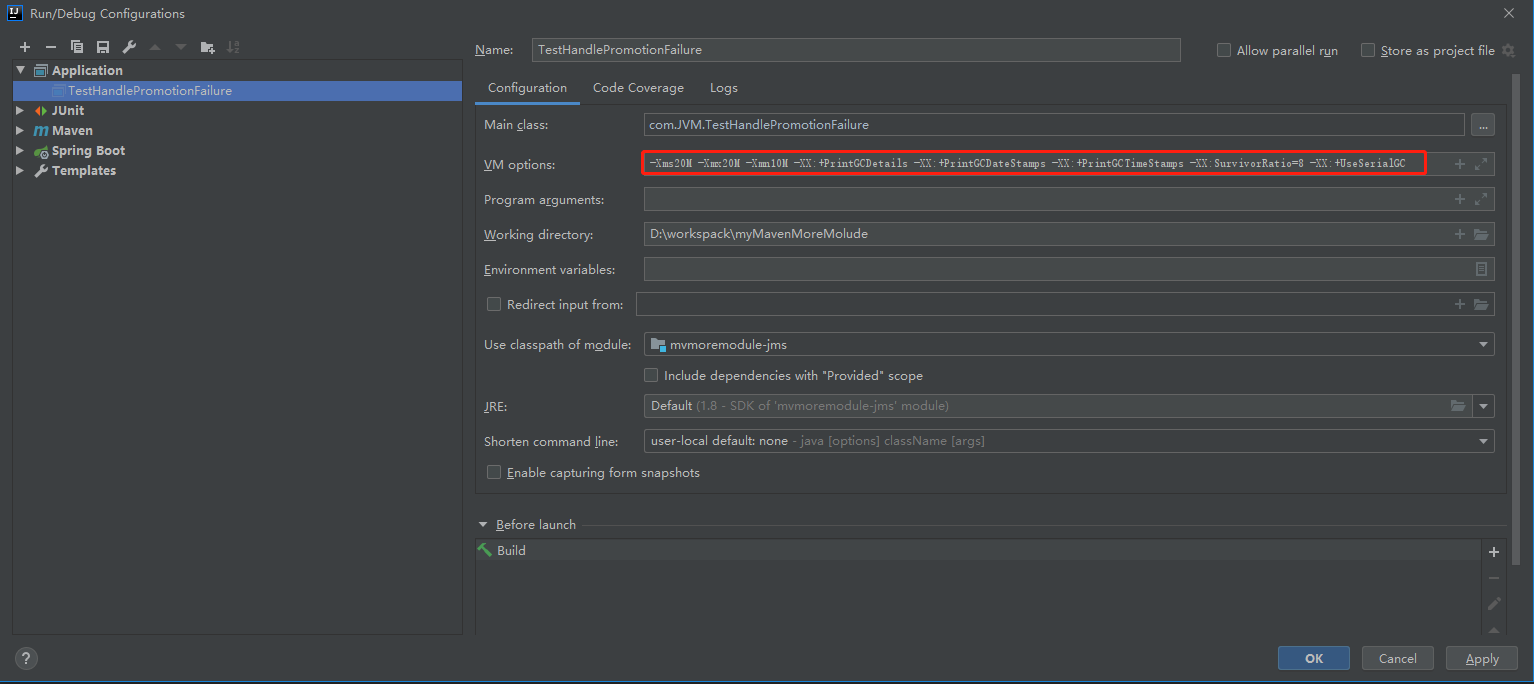 Run/Debug Configurations
Name: TestHandlePromotionFailure Allow parallel run Store as project file
Application
TestHandlePromotionFailure
JUnit
Maven
Spring Boot
Templates
Configuration Code Coverage Logs
Main class: com.JVM.TestHandlePromotionFailure ...
VM options: -Xms20M -Xmx20M -Xmn10M -XX:+PrintGCDetails -XX:+PrintGCDateStamps -XX:+PrintGCTimeStamps -XX:SurvivorRatio=8 -XX:+UseSerialGC
Program arguments:
Working directory: D:\workspack\myMavenMoreMolude
Environment variables:
Redirect input from:
Use classpath of module: mvmoremodule-jms
Include dependencies with "Provided" scope
JRE: Default (1.8 - SDK of 'mvmoremodule-jms' module)
Shorten command line: user-local default: none - java [options] className [args]
Enable capturing form snapshots
Before launch
Build
? OK Cancel Apply